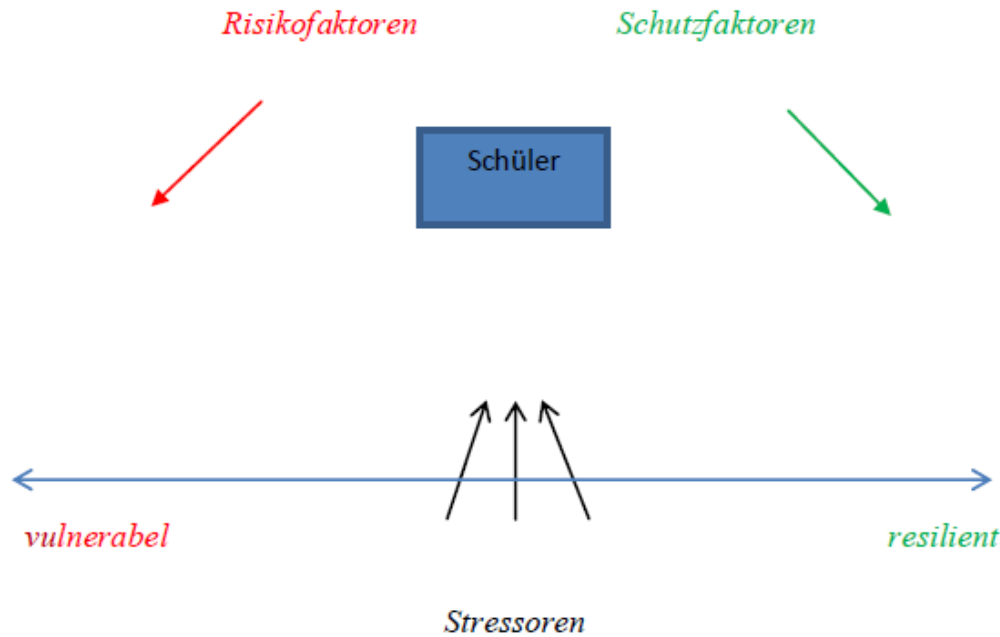 Risikofaktoren
Schutzfaktoren
Schüler
vulnerabel
resilient
Stressoren